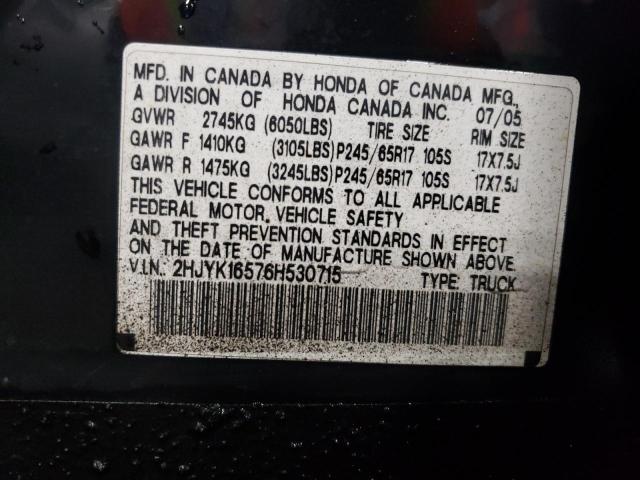 MFD. IN CANADA BY HONDA OF CANADA MFG.,
A DIVISION OF HONDA CANADA INC. 07/05
GVWR 2745KG (6050LBS) TIRE SIZE RIM SIZE
GAWR F 1410KG (3105LBS) P245/65R17 105S 17X7.5J
GAWR R 1475KG (3245LBS) P245/65R17 105S 17X7.5J
THIS VEHICLE CONFORMS TO ALL APPLICABLE
FEDERAL MOTOR VEHICLE SAFETY
AND THEFT PREVENTION STANDARDS IN EFFECT
ON THE DATE OF MANUFACTURE SHOWN ABOVE.
V.I.N.: 2HJYK16576H530715 TYPE: TRUCK